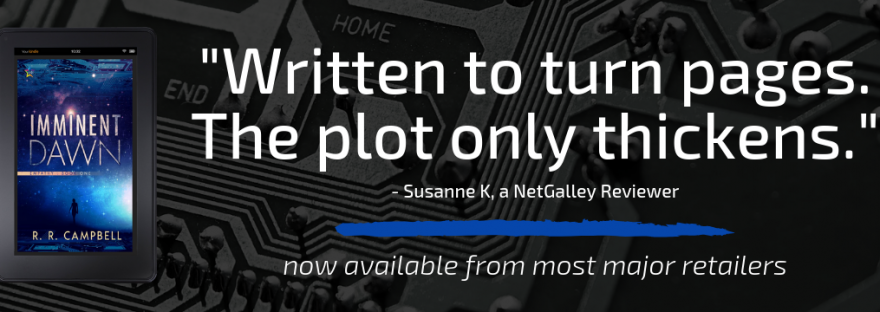 HOME
END
"Written to turn pages.
The plot only thickens."
- Susanne K, a NetGalley Reviewer
now available from most major retailers
IMMINENT
DAWN
R. R. CAMPBELL